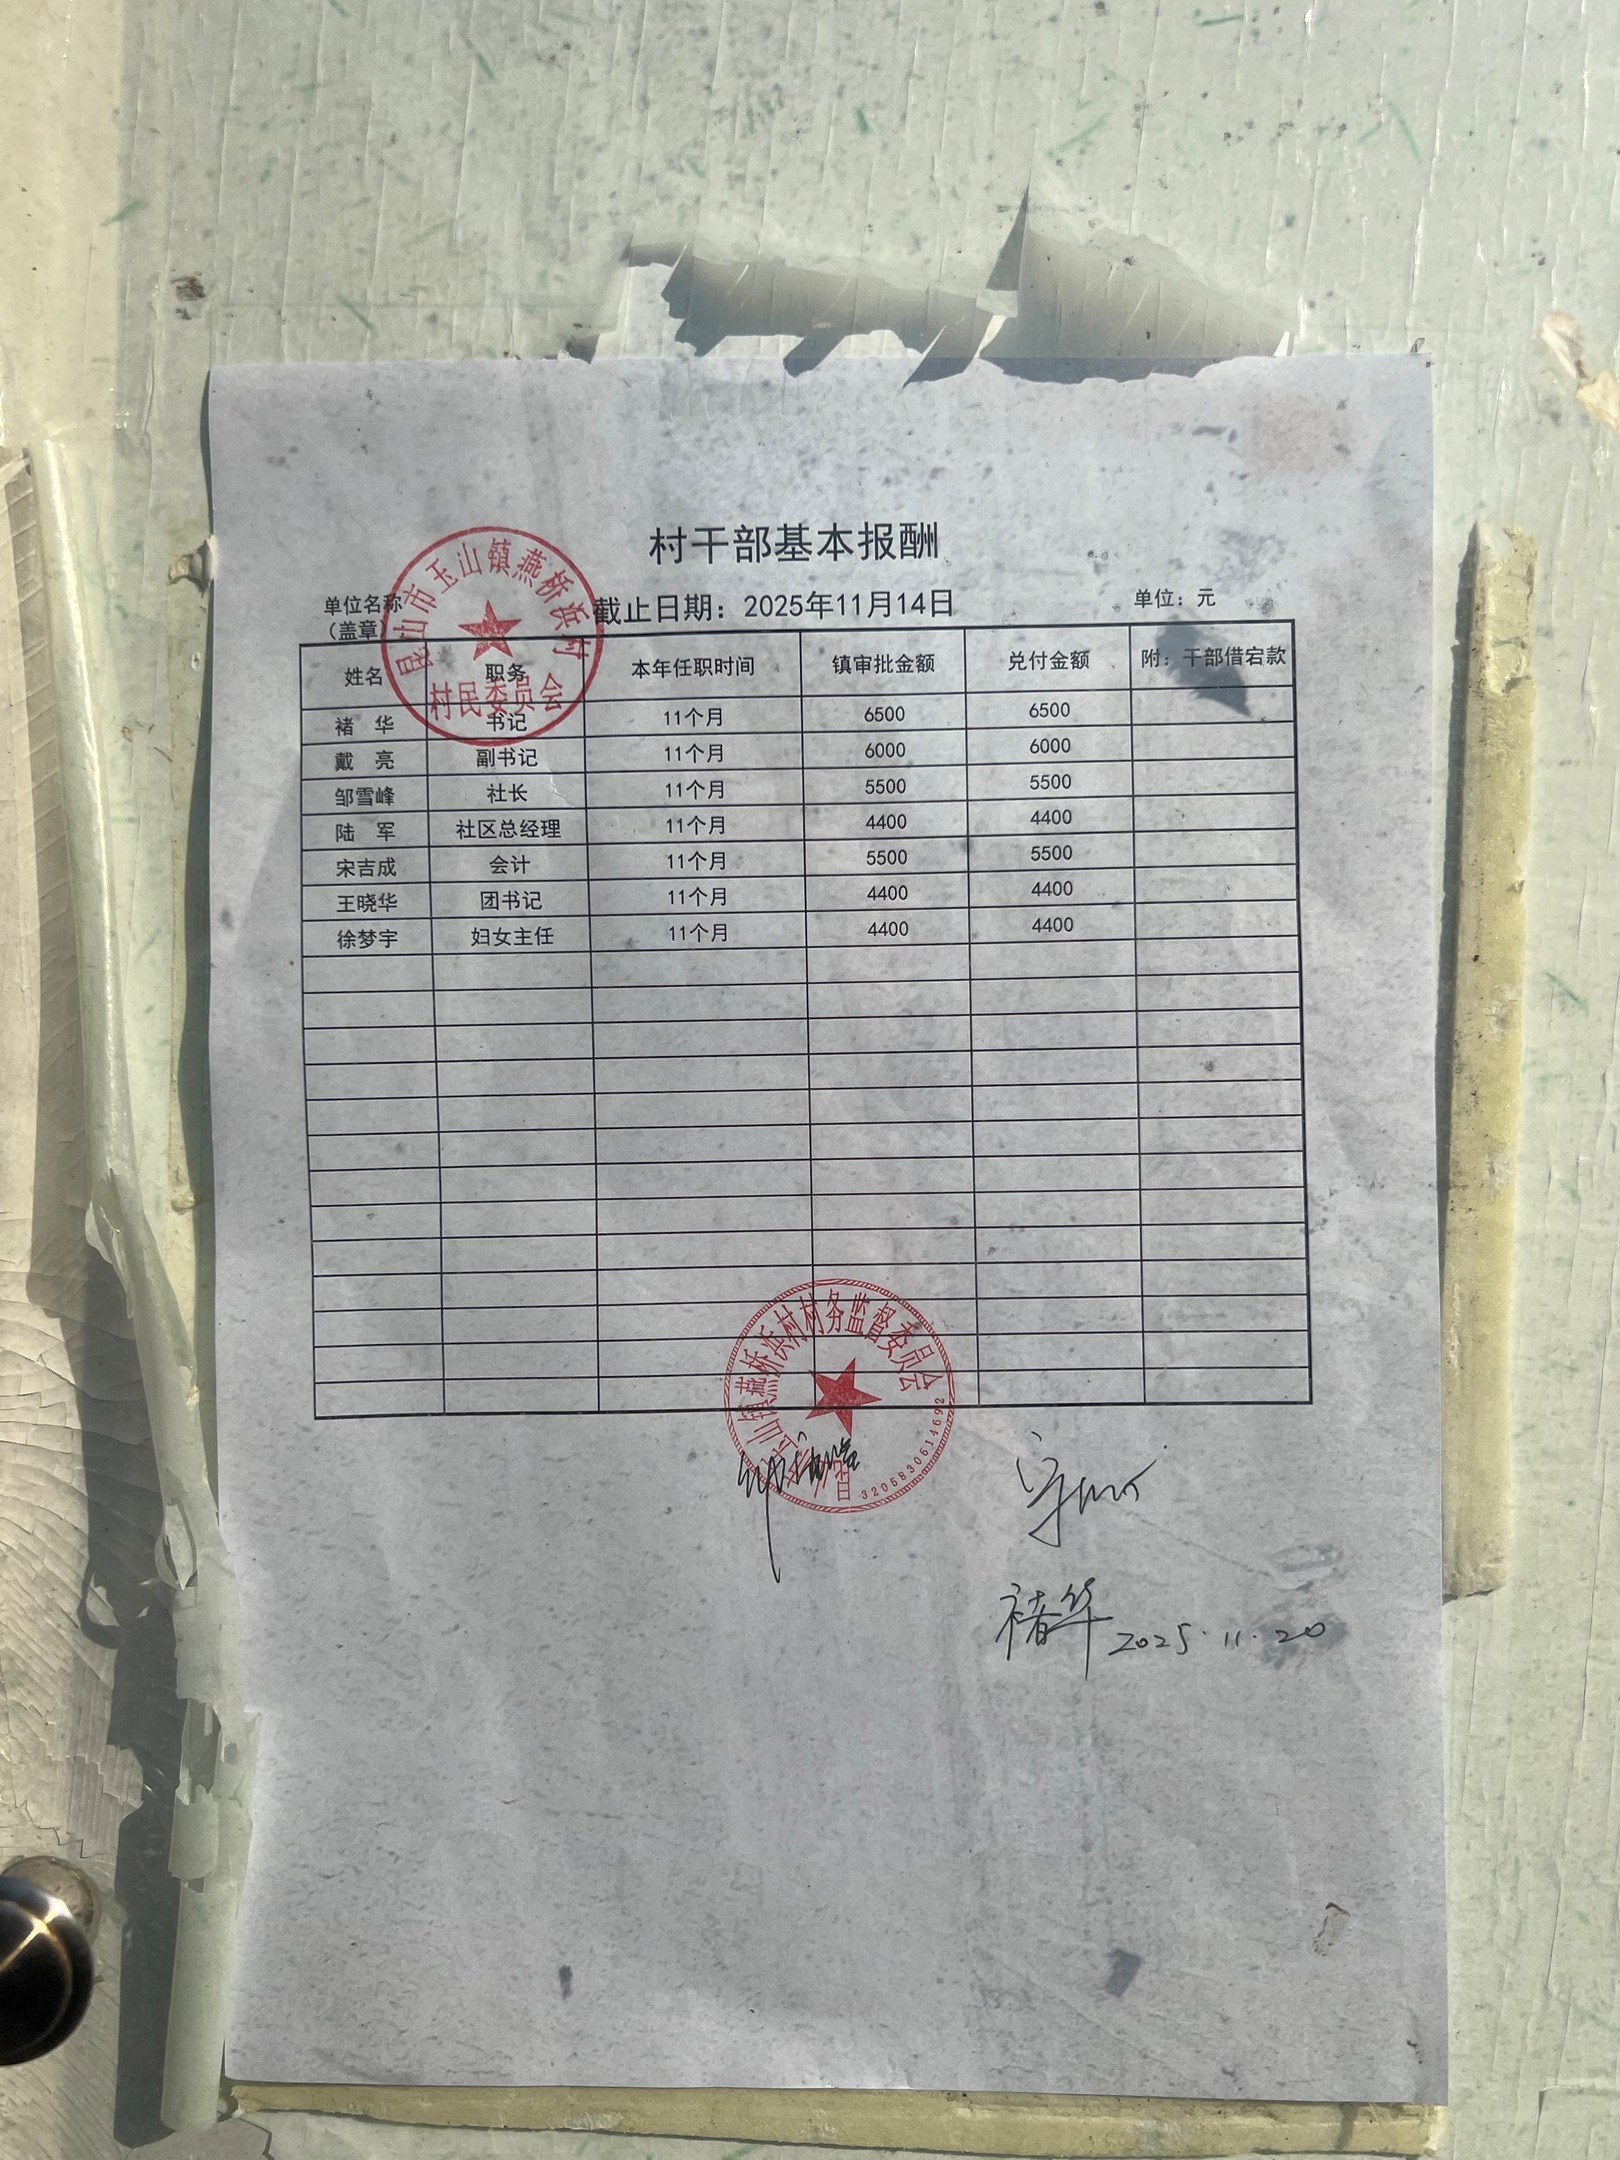 村干部基本报酬
单位名称
（盖章）
截止日期：2025年11月14日
单位：元
昆山市玉山镇燕桥浜村
村民委员会
姓名 职务 本年任职时间 镇审批金额 兑付金额 附：干部借宕款
褚 华 书记 11个月 6500 6500
戴 亮 副书记 11个月 6000 6000
邹雪峰 社长 11个月 5500 5500
陆 军 社区总经理 11个月 4400 4400
宋吉成 会计 11个月 5500 5500
王晓华 团书记 11个月 4400 4400
徐梦宇 妇女主任 11个月 4400 4400
玉山镇燕桥浜村村务监督委员会
3205830514692
褚华 2025.11.20